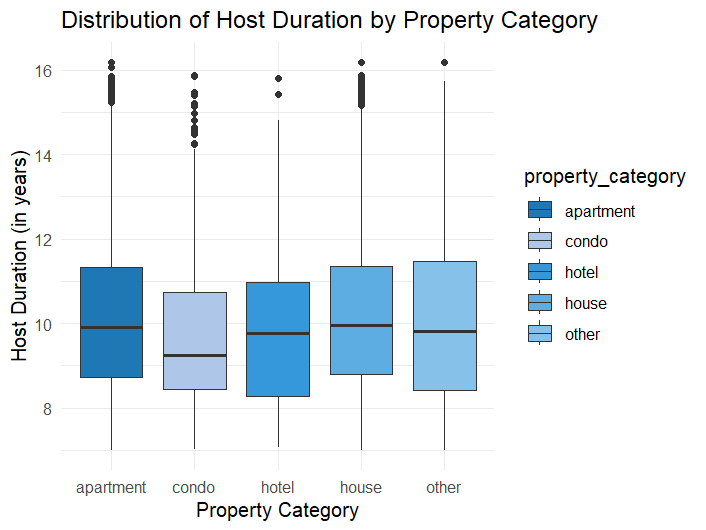 Distribution of Host Duration by Property Category
Host Duration (in years)
16
14
12
10
8
apartment condo hotel house other
Property Category
property_category
apartment
condo
hotel
house
other